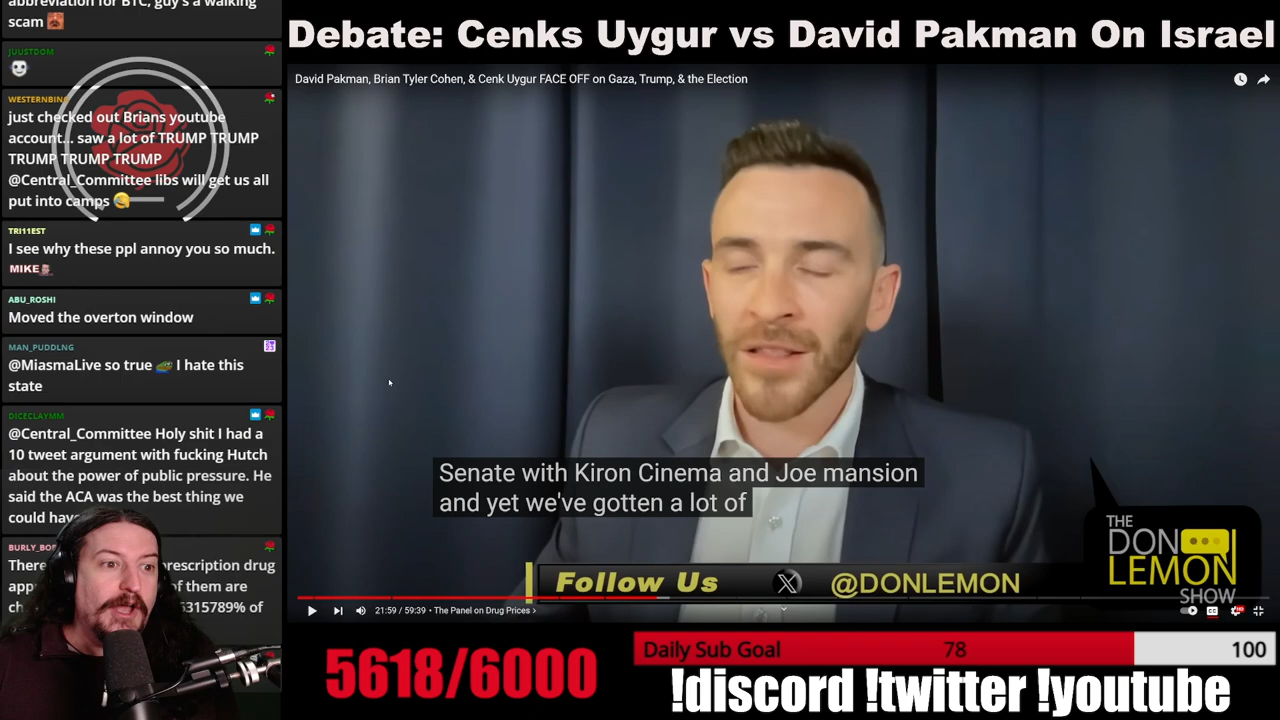 abbreviation for BTC, guy's a walking
scam
JUUSTDOM
WESTERNBING
just checked out Brians youtube
account... saw a lot of TRUMP TRUMP
TRUMP TRUMP TRUMP
@Central_Committee libs will get us all
put into camps
TRI11EST
I see why these ppl annoy you so much.
MIKE
ABU_ROSHI
Moved the overton window
MAN_PUDDLNG
@MiasmaLive so true I hate this
state
DICECLAYMM
@Central_Committee Holy shit I had a
10 tweet argument with fucking Hutch
about the power of public pressure. He
said the ACA was the best thing we
could
There
rescription drug
of them are
6315789% of
Debate: Cenks Uygur vs David Pakman On Israel
David Pakman, Brian Tyler Cohen, & Cenk Uygur FACE OFF on Gaza, Trump, & the Election
Senate with Kiron Cinema and Joe mansion
and yet we've gotten a lot of
THE
DON
LEMON
SHOW
Follow Us X @DONLEMON
21:59 / 59:39 • The Panel on Drug Prices >
5618/6000
Daily Sub Goal 78 100
!discord !twitter !youtube